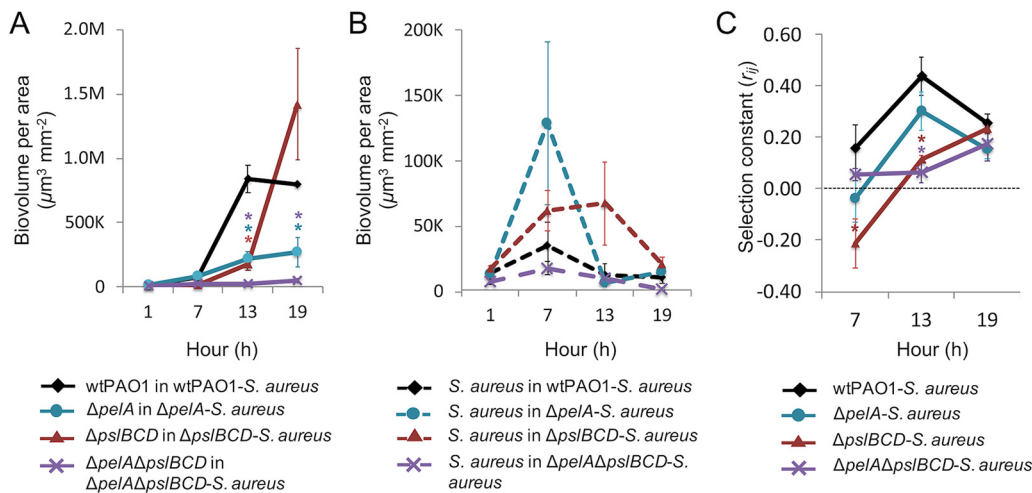 A
Biovolume per area
(μm³ mm⁻²)
2.0M
1.5M
1.0M
500K
0
* * *
* *
1 7 13 19
Hour (h)
wtPAO1 in wtPAO1-S. aureus
ΔpelA in ΔpelA-S. aureus
ΔpslBCD in ΔpslBCD-S. aureus
ΔpelAΔpslBCD in
ΔpelAΔpslBCD-S. aureus
B
Biovolume per area
(μm³ mm⁻²)
200K
150K
100K
50K
0
1 7 13 19
Hour (h)
S. aureus in wtPAO1-S. aureus
S. aureus in ΔpelA-S. aureus
S. aureus in ΔpslBCD-S. aureus
S. aureus in ΔpelAΔpslBCD-S.
aureus
C
Selection constant (rij)
0.60
0.40
0.20
0.00
-0.20
-0.40
*
* *
7 13 19
Hour (h)
wtPAO1-S. aureus
ΔpelA-S. aureus
ΔpslBCD-S. aureus
ΔpelAΔpslBCD-S. aureus